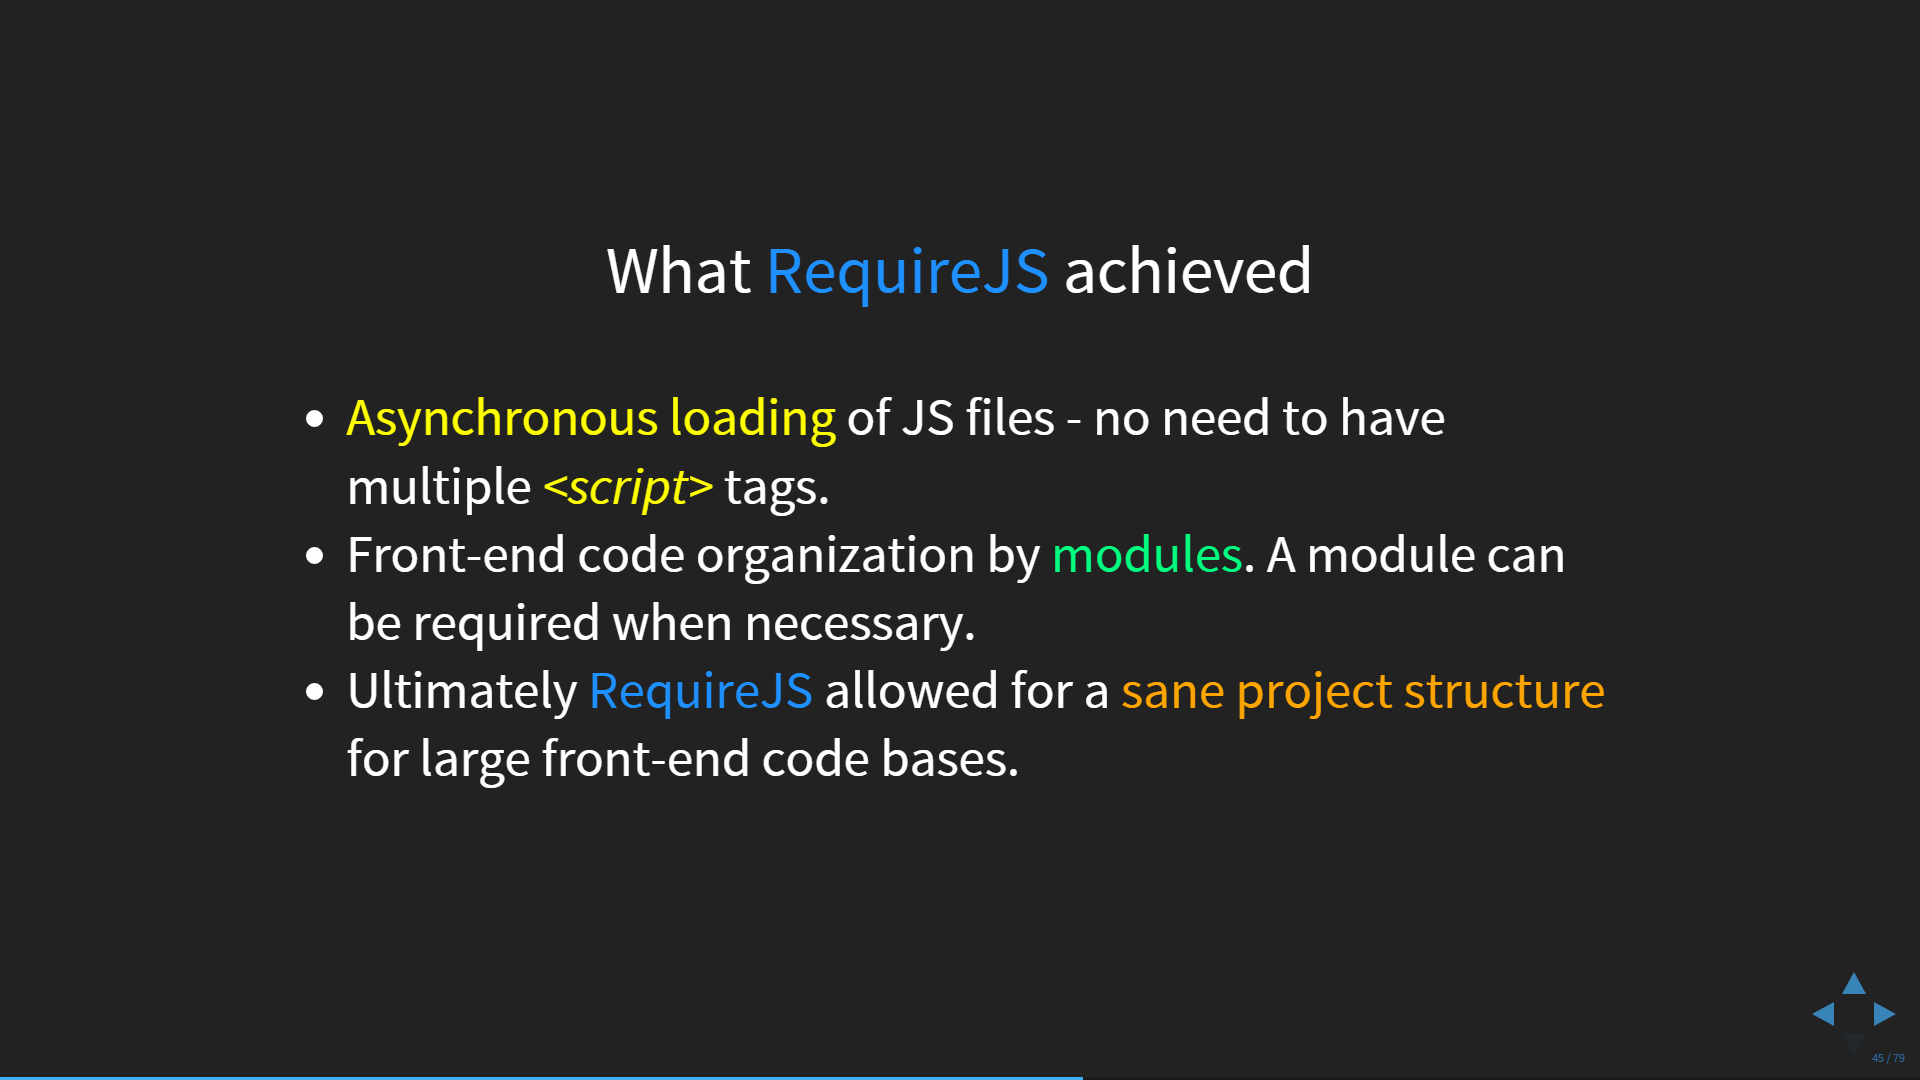 What RequireJS achieved
• Asynchronous loading of JS files - no need to have
multiple <script> tags.
• Front-end code organization by modules. A module can
be required when necessary.
• Ultimately RequireJS allowed for a sane project structure
for large front-end code bases.
45 / 79